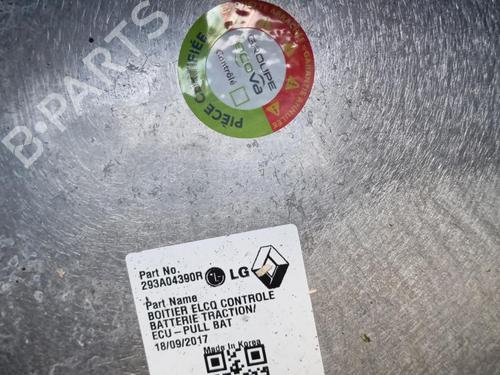 B-PARTS
PIÈCE CERTIFIÉE
GROUPE
ECOVA
Contrôlé
Part No.
293A04390R
LG
Part Name
BOITIER ELCQ CONTROLE
BATTERIE TRACTION/
ECU-PULL BAT
18/09/2017
Made In Korea